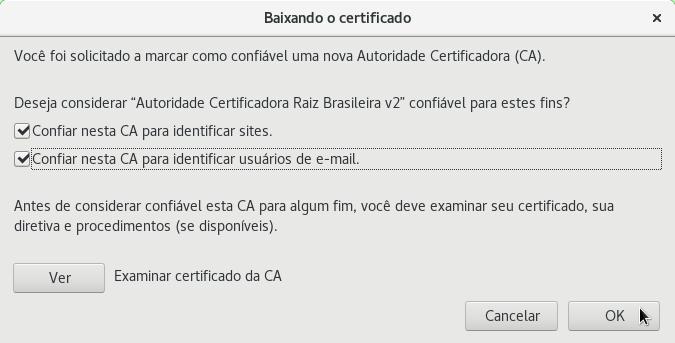 Baixando o certificado
Você foi solicitado a marcar como confiável uma nova Autoridade Certificadora (CA).
Deseja considerar “Autoridade Certificadora Raiz Brasileira v2” confiável para estes fins?
Confiar nesta CA para identificar sites.
Confiar nesta CA para identificar usuários de e-mail.
Antes de considerar confiável esta CA para algum fim, você deve examinar seu certificado, sua
diretiva e procedimentos (se disponíveis).
Ver Examinar certificado da CA
Cancelar OK